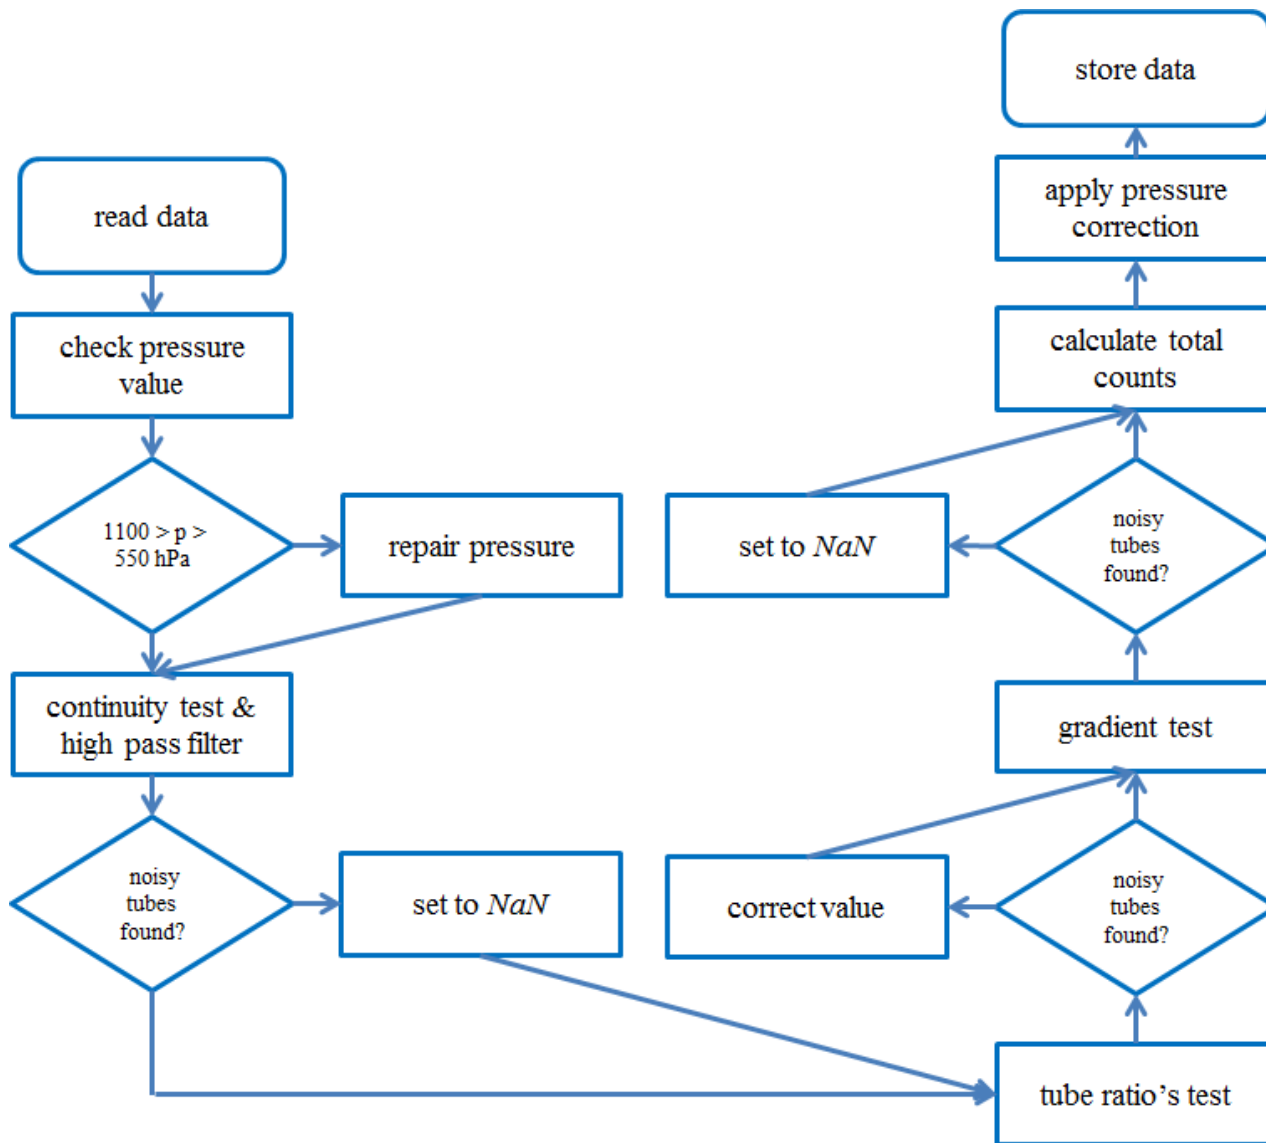 read data
check pressure
value
1100 > p >
550 hPa
repair pressure
continuity test &
high pass filter
noisy
tubes
found?
set to NaN
tube ratio’s test
noisy
tubes
found?
correct value
gradient test
noisy
tubes
found?
set to NaN
calculate total
counts
apply pressure
correction
store data